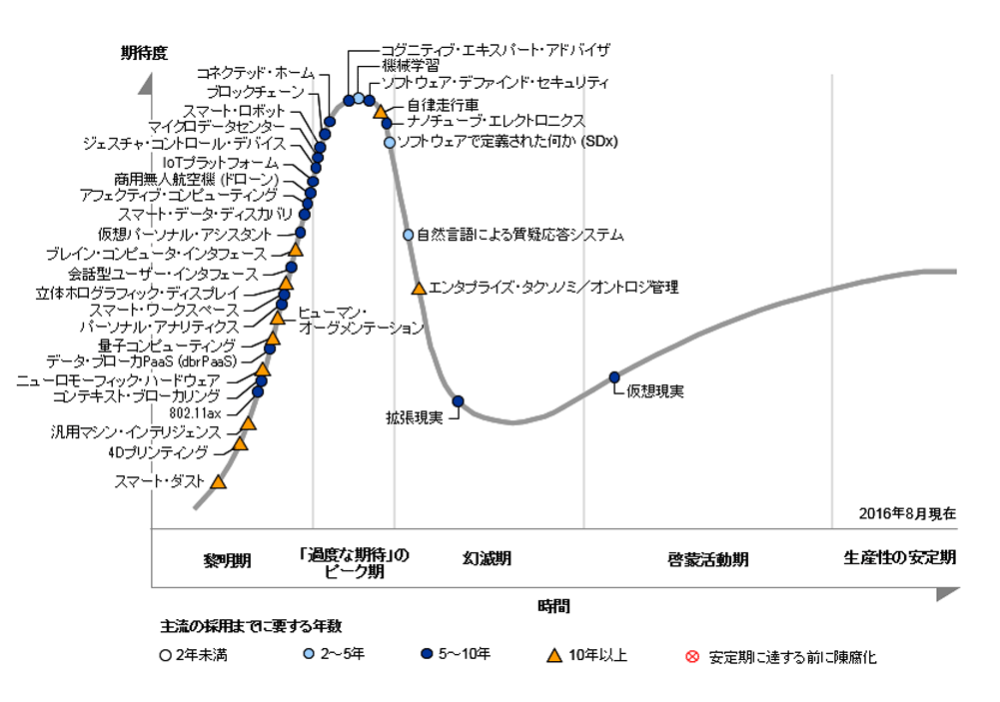 期待度
コグニティブ・エキスパート・アドバイザ
機械学習
ソフトウェア・デファインド・セキュリティ
コネクテッド・ホーム
ブロックチェーン
自律走行車
スマート・ロボット
ナノチューブ・エレクトロニクス
マイクロデータセンター
ジェスチャ・コントロール・デバイス
ソフトウェアで定義された何か (SDx)
IoTプラットフォーム
商用無人航空機 (ドローン)
アフェクティブ・コンピューティング
スマート・データ・ディスカバリ
仮想パーソナル・アシスタント
自然言語による質疑応答システム
ブレイン・コンピュータ・インタフェース
会話型ユーザー・インタフェース
エンタプライズ・タクソノミ／オントロジ管理
立体ホログラフィック・ディスプレイ
スマート・ワークスペース
ヒューマン・
オーグメンテーション
パーソナル・アナリティクス
量子コンピューティング
データ・ブローカPaaS (dbrPaaS)
ニューロモーフィック・ハードウェア
コンテキスト・ブローカリング
仮想現実
802.11ax
拡張現実
汎用マシン・インテリジェンス
4Dプリンティング
スマート・ダスト
2016年8月現在
黎明期
「過度な期待」の
ピーク期
幻滅期
啓蒙活動期
生産性の安定期
時間
主流の採用までに要する年数
2年未満
2～5年
5～10年
10年以上
安定期に達する前に陳腐化